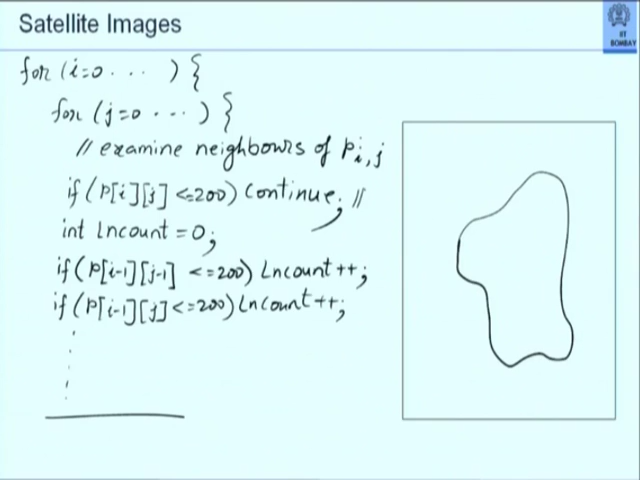 Satellite Images
IIT
BOMBAY
for (i=0 ... ) {
for (j=0 ...) {
// examine neighbours of Pi,j
if (P[i][j] <=200) continue; //
int Lncount = 0;
if (P[i-1][j-1] <=200) Lncount++;
if (P[i-1][j] <=200) Lncount++;